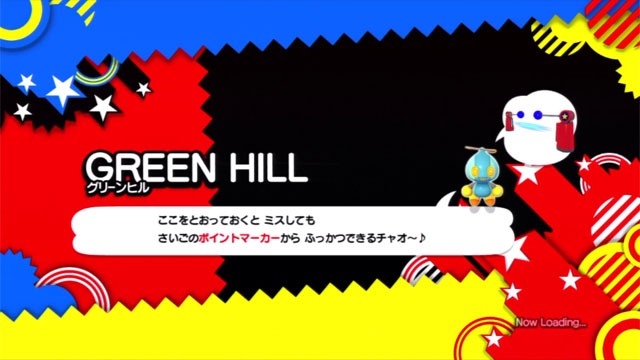 GREEN HILL
グリーンヒル
ここをとおっておくと ミスしても
さいごのポイントマーカーから ふっかつできるチャオ～♪
Now Loading...